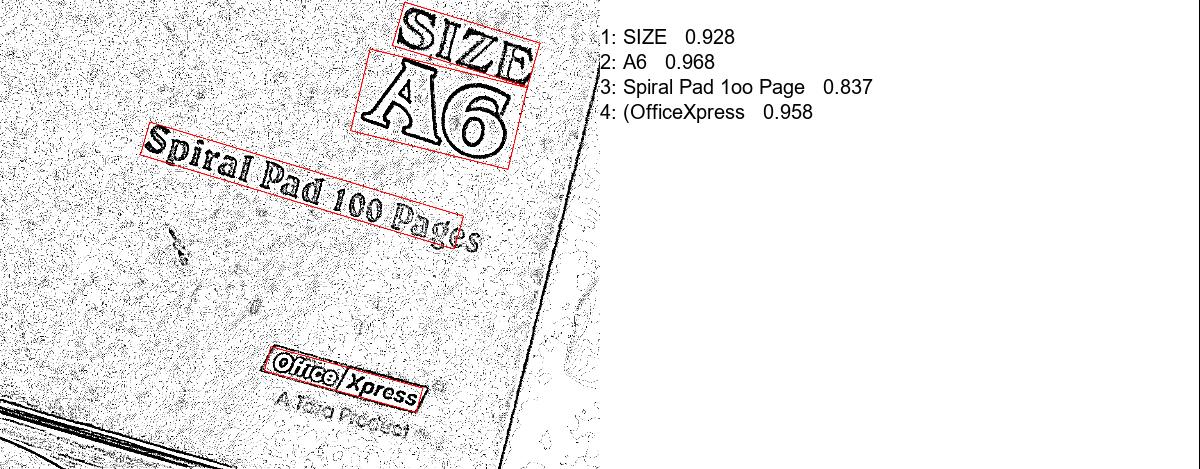 SIZE
A6
Spiral Pad 100 Pages
Office/Xpress
A Tara Product
1: SIZE 0.928
2: A6 0.968
3: Spiral Pad 1oo Page 0.837
4: (OfficeXpress 0.958